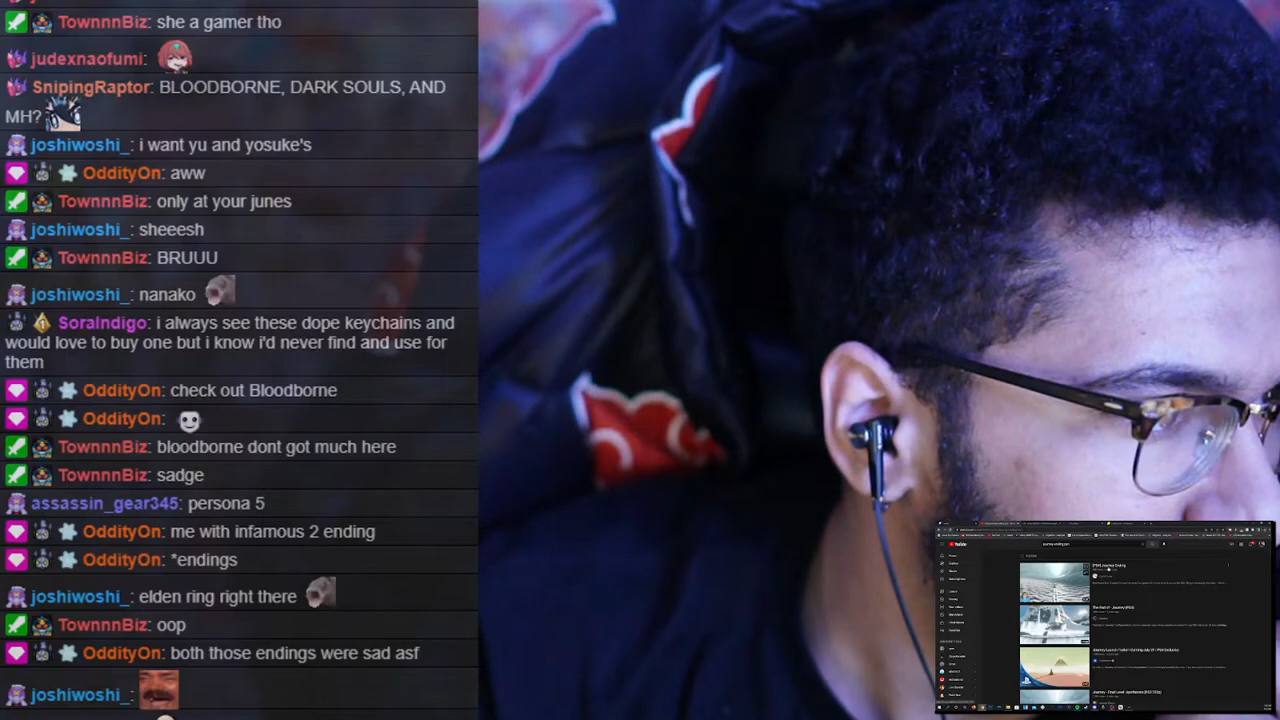 TownnnBiz: she a gamer tho
judexnaofumi:
SnipingRaptor: BLOODBORNE, DARK SOULS, AND
MH?
joshiwoshi_: i want yu and yosuke's
OddityOn: aww
TownnnBiz: only at your junes
joshiwoshi_: sheeesh
TownnnBiz: BRUUU
joshiwoshi_: nanako
SoraIndigo: i always see these dope keychains and
would love to buy one but i know i'd never find and use for
them
OddityOn: check out Bloodborne
OddityOn:
TownnnBiz: bloodborne dont got much here
TownnnBiz: sadge
assassin_gear345: persona 5
OddityOn: me with infamous 2 ending
OddityOn: *endings
joshiwoshi_: elden ring right there
TownnnBiz: oop
OddityOn: both those endings were sad asf
joshiwoshi_:
YouTube